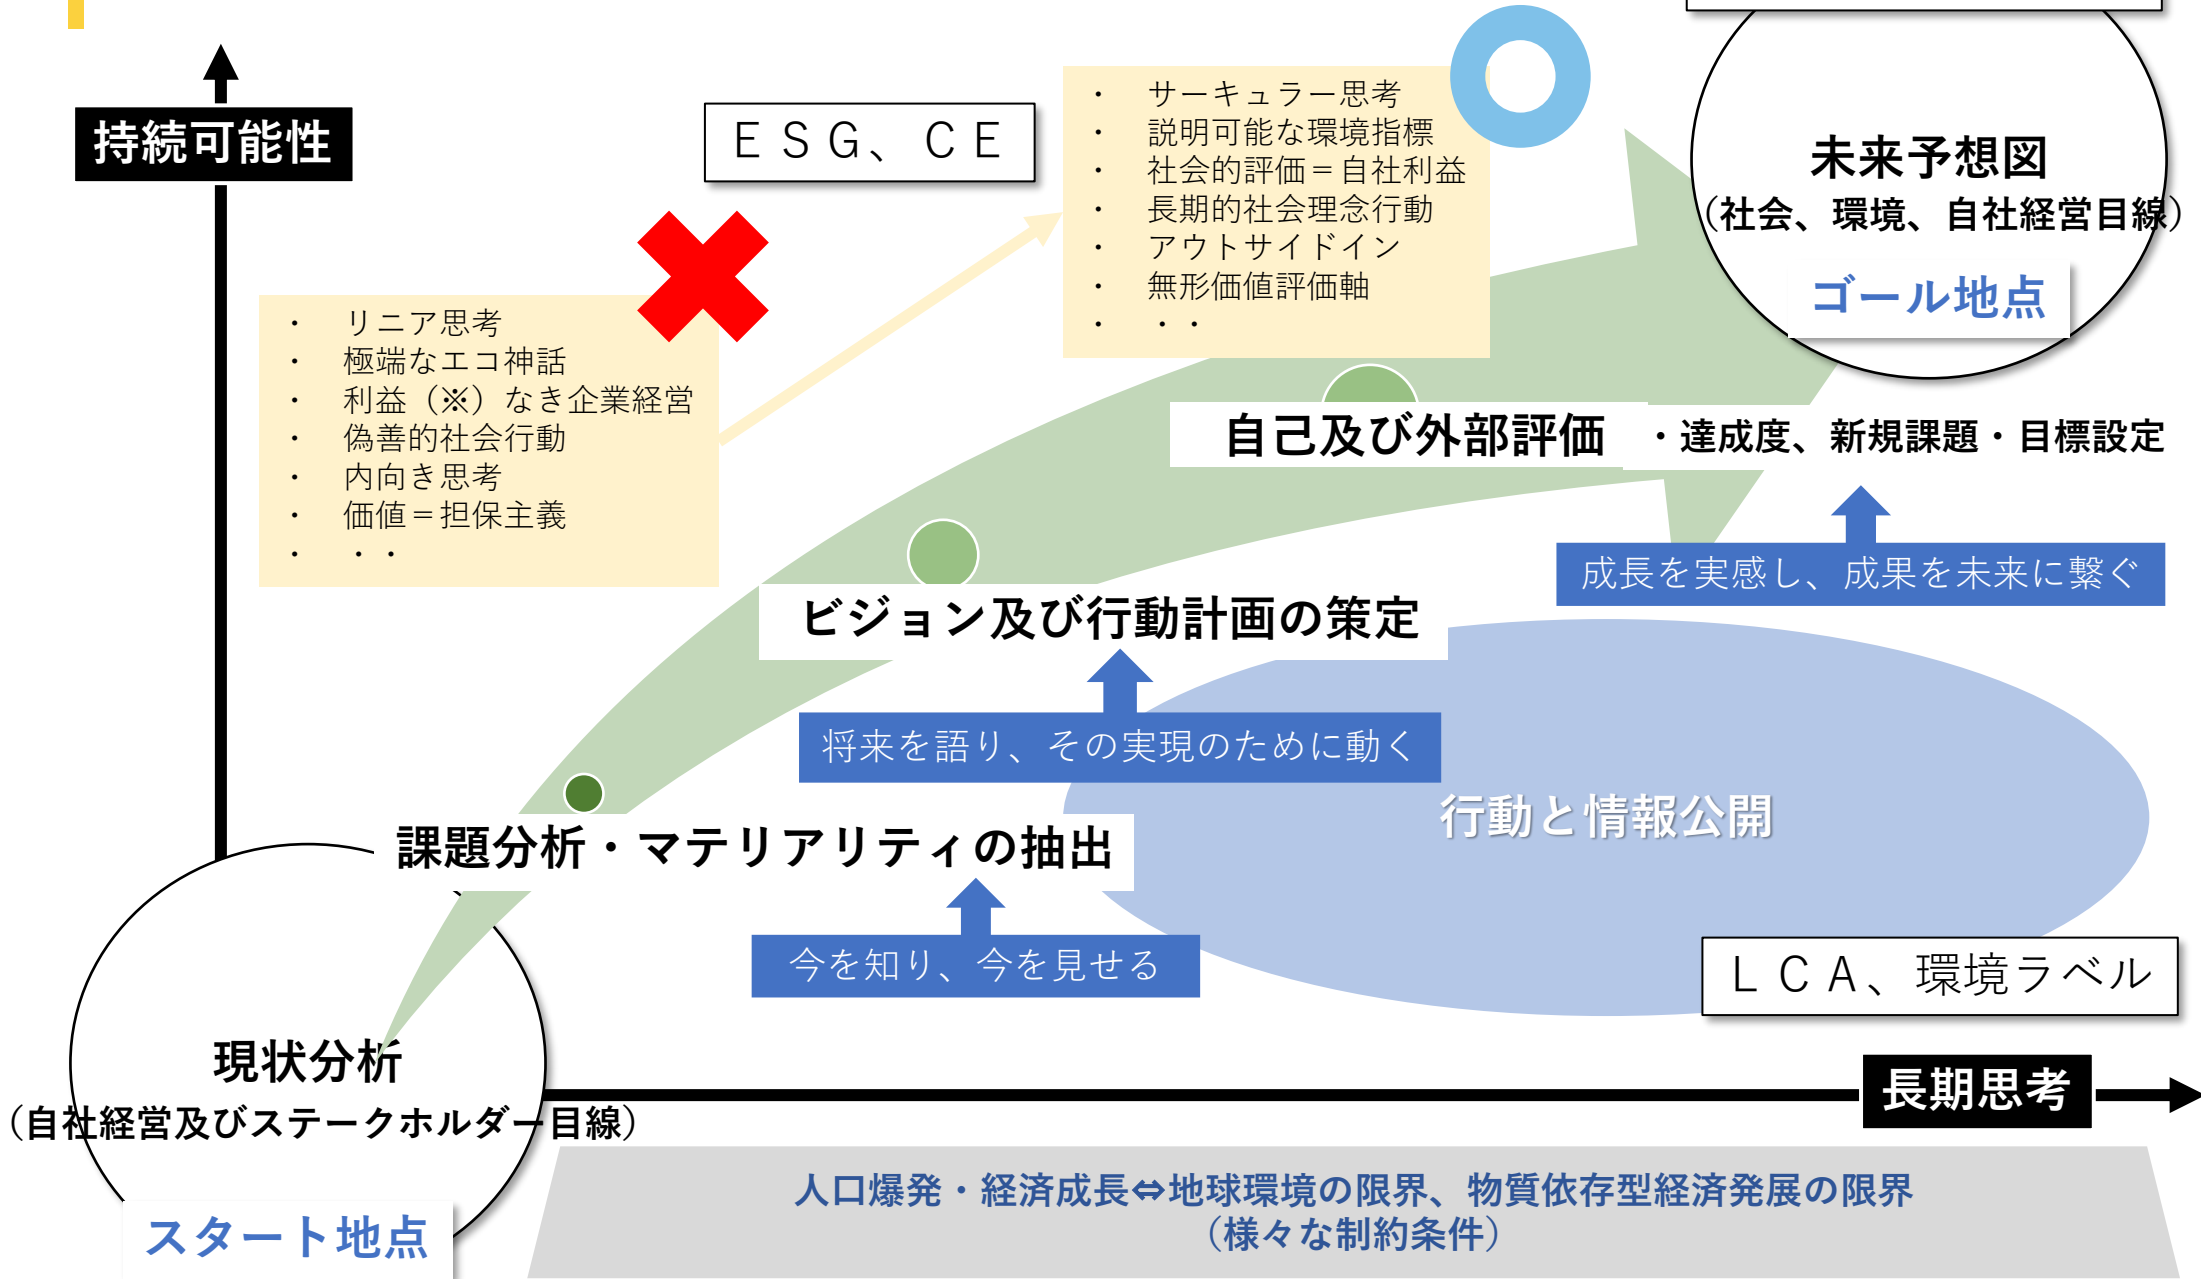 持続可能性
ＥＳＧ、ＣＥ
・ サーキュラー思考
・ 説明可能な環境指標
・ 社会的評価＝自社利益
・ 長期的社会理念行動
・ アウトサイドイン
・ 無形価値評価軸
・ ・・
未来予想図
（社会、環境、自社経営目線）
ゴール地点
・ リニア思考
・ 極端なエコ神話
・ 利益（※）なき企業経営
・ 偽善的社会行動
・ 内向き思考
・ 価値＝担保主義
・ ・・
自己及び外部評価
・達成度、新規課題・目標設定
成長を実感し、成果を未来に繋ぐ
ビジョン及び行動計画の策定
将来を語り、その実現のために動く
行動と情報公開
課題分析・マテリアリティの抽出
今を知り、今を見せる
ＬＣＡ、環境ラベル
現状分析
（自社経営及びステークホルダー目線）
スタート地点
長期思考
人口爆発・経済成長⇔地球環境の限界、物質依存型経済発展の限界
（様々な制約条件）